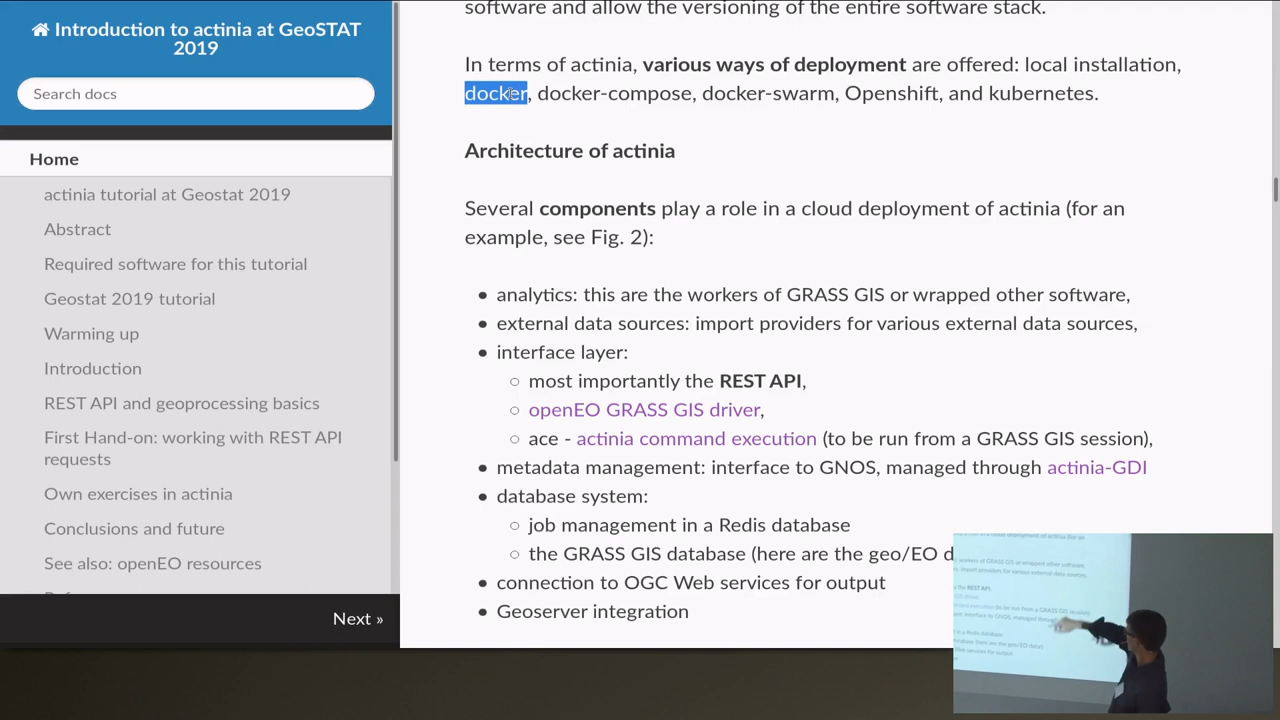 Introduction to actinia at GeoSTAT
2019
Search docs
Home
actinia tutorial at Geostat 2019
Abstract
Required software for this tutorial
Geostat 2019 tutorial
Warming up
Introduction
REST API and geoprocessing basics
First Hand-on: working with REST API
requests
Own exercises in actinia
Conclusions and future
See also: openEO resources
Next »
software and allow the versioning of the entire software stack.
In terms of actinia, various ways of deployment are offered: local installation,
docker, docker-compose, docker-swarm, Openshift, and kubernetes.
Architecture of actinia
Several components play a role in a cloud deployment of actinia (for an
example, see Fig. 2):
• analytics: this are the workers of GRASS GIS or wrapped other software,
• external data sources: import providers for various external data sources,
• interface layer:
○ most importantly the REST API,
○ openEO GRASS GIS driver,
○ ace - actinia command execution (to be run from a GRASS GIS session),
• metadata management: interface to GNOS, managed through actinia-GDI
• database system:
○ job management in a Redis database
○ the GRASS GIS database (here are the geo/EO d
• connection to OGC Web services for output
• Geoserver integration